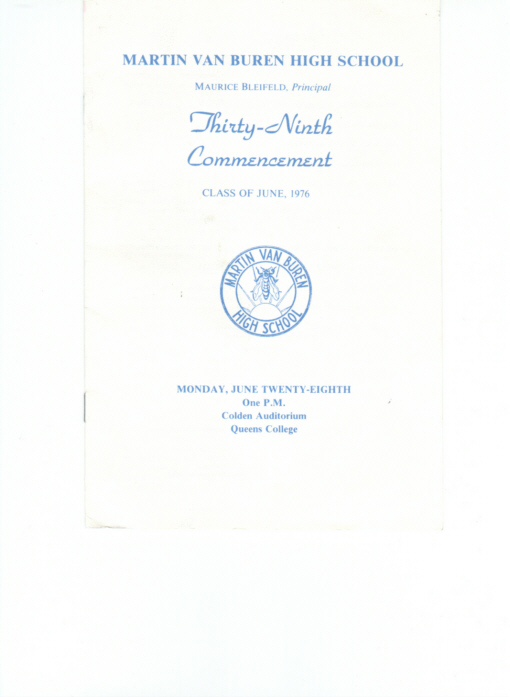 MARTIN VAN BUREN HIGH SCHOOL
MAURICE BLEIFELD, Principal
Thirty-Ninth
Commencement
CLASS OF JUNE, 1976
MARTIN VAN BUREN
HIGH SCHOOL
MONDAY, JUNE TWENTY-EIGHTH
One P.M.
Colden Auditorium
Queens College